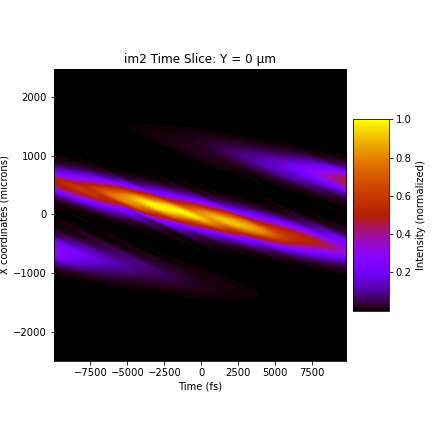 im2 Time Slice: Y = 0 μm
X coordinates (microns)
2000
1000
0
−1000
−2000
−7500 −5000 −2500 0 2500 5000 7500
Time (fs)
1.0
0.8
0.6
0.4
0.2
Intensity (normalized)